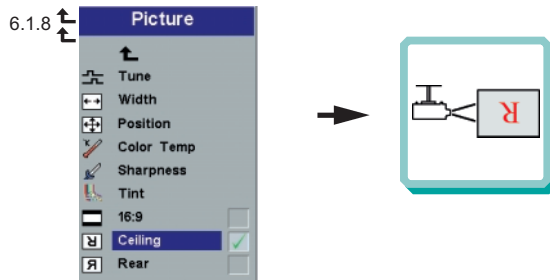 6.1.8
Picture
Tune
Width
Position
Color Temp
Sharpness
Tint
16:9
R Ceiling
R Rear
R